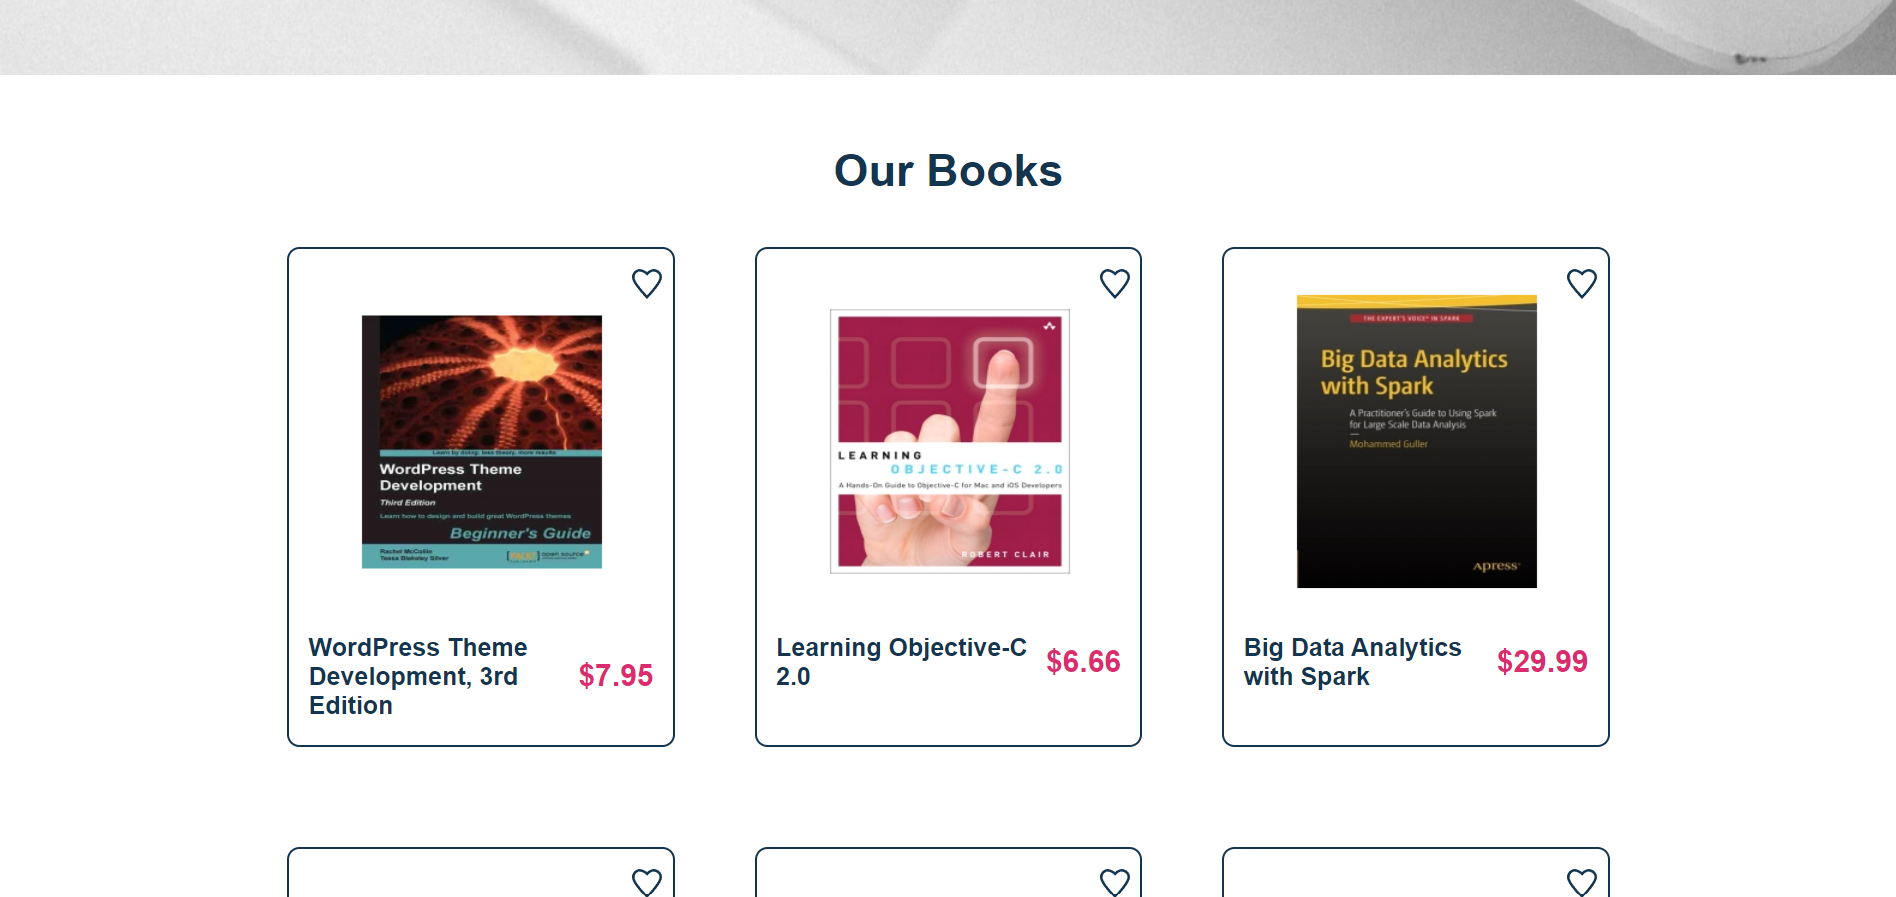 Our Books
Learn by doing: less theory, more results
WordPress Theme
Development
Third Edition
Learn how to design and build great WordPress themes
Beginner's Guide
Rachel McCollin
Tessa Blakeley Silver
open source
WordPress Theme
Development, 3rd
Edition
$7.95
LEARNING
OBJECTIVE-C 2.0
A Hands-On Guide to Objective-C for Mac and iOS Developers
ROBERT CLAIR
Learning Objective-C
2.0
$6.66
THE EXPERT'S VOICE® IN SPARK
Big Data Analytics
with Spark
A Practitioner's Guide to Using Spark
for Large Scale Data Analysis
Mohammed Guller
Apress®
Big Data Analytics
with Spark
$29.99